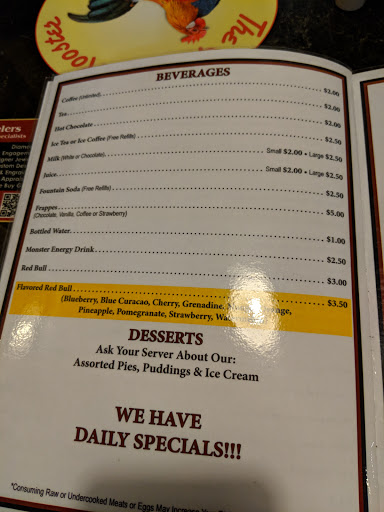 The
Rooster
BEVERAGES
Coffee (Unlimited) $2.00
Tea $2.00
Hot Chocolate $2.00
Ice Tea or Ice Coffee (Free Refills) $2.50
Milk (White or Chocolate) Small $2.00 • Large $2.50
Juice Small $2.00 • Large $2.50
Fountain Soda (Free Refills) $2.50
Frappes $5.00
(Chocolate, Vanilla, Coffee or Strawberry)
Bottled Water $1.00
Monster Energy Drink $2.50
Red Bull $3.00
Flavored Red Bull $3.50
(Blueberry, Blue Curacao, Cherry, Grenadine,
Pineapple, Pomegranate, Strawberry,
DESSERTS
Ask Your Server About Our:
Assorted Pies, Puddings & Ice Cream
WE HAVE
DAILY SPECIALS!!!
*Consuming Raw or Undercooked Meats or Eggs May Increase